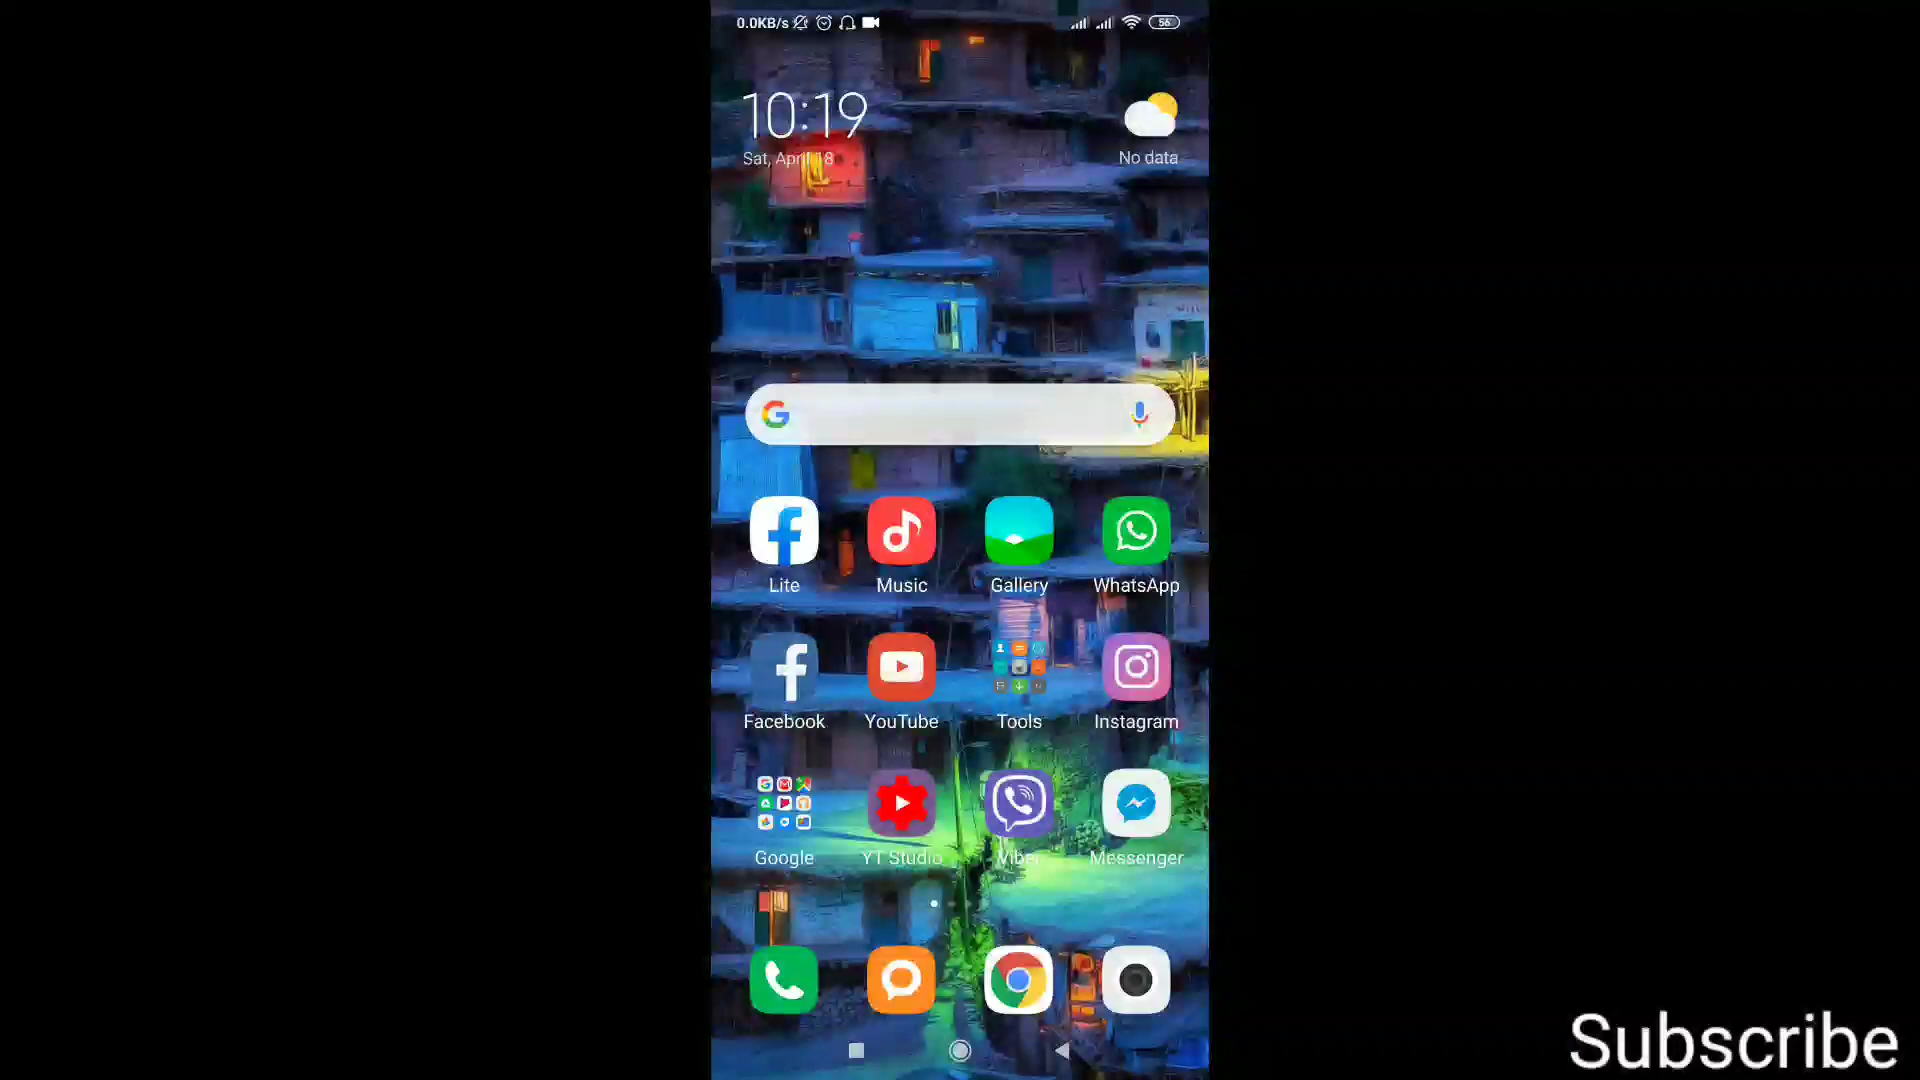 0.0KB/s
56
10:19
Sat, April 18
No data
Lite
Music
Gallery
WhatsApp
Facebook
YouTube
Tools
Instagram
Google
YT Studio
Viber
Messenger
Subscribe